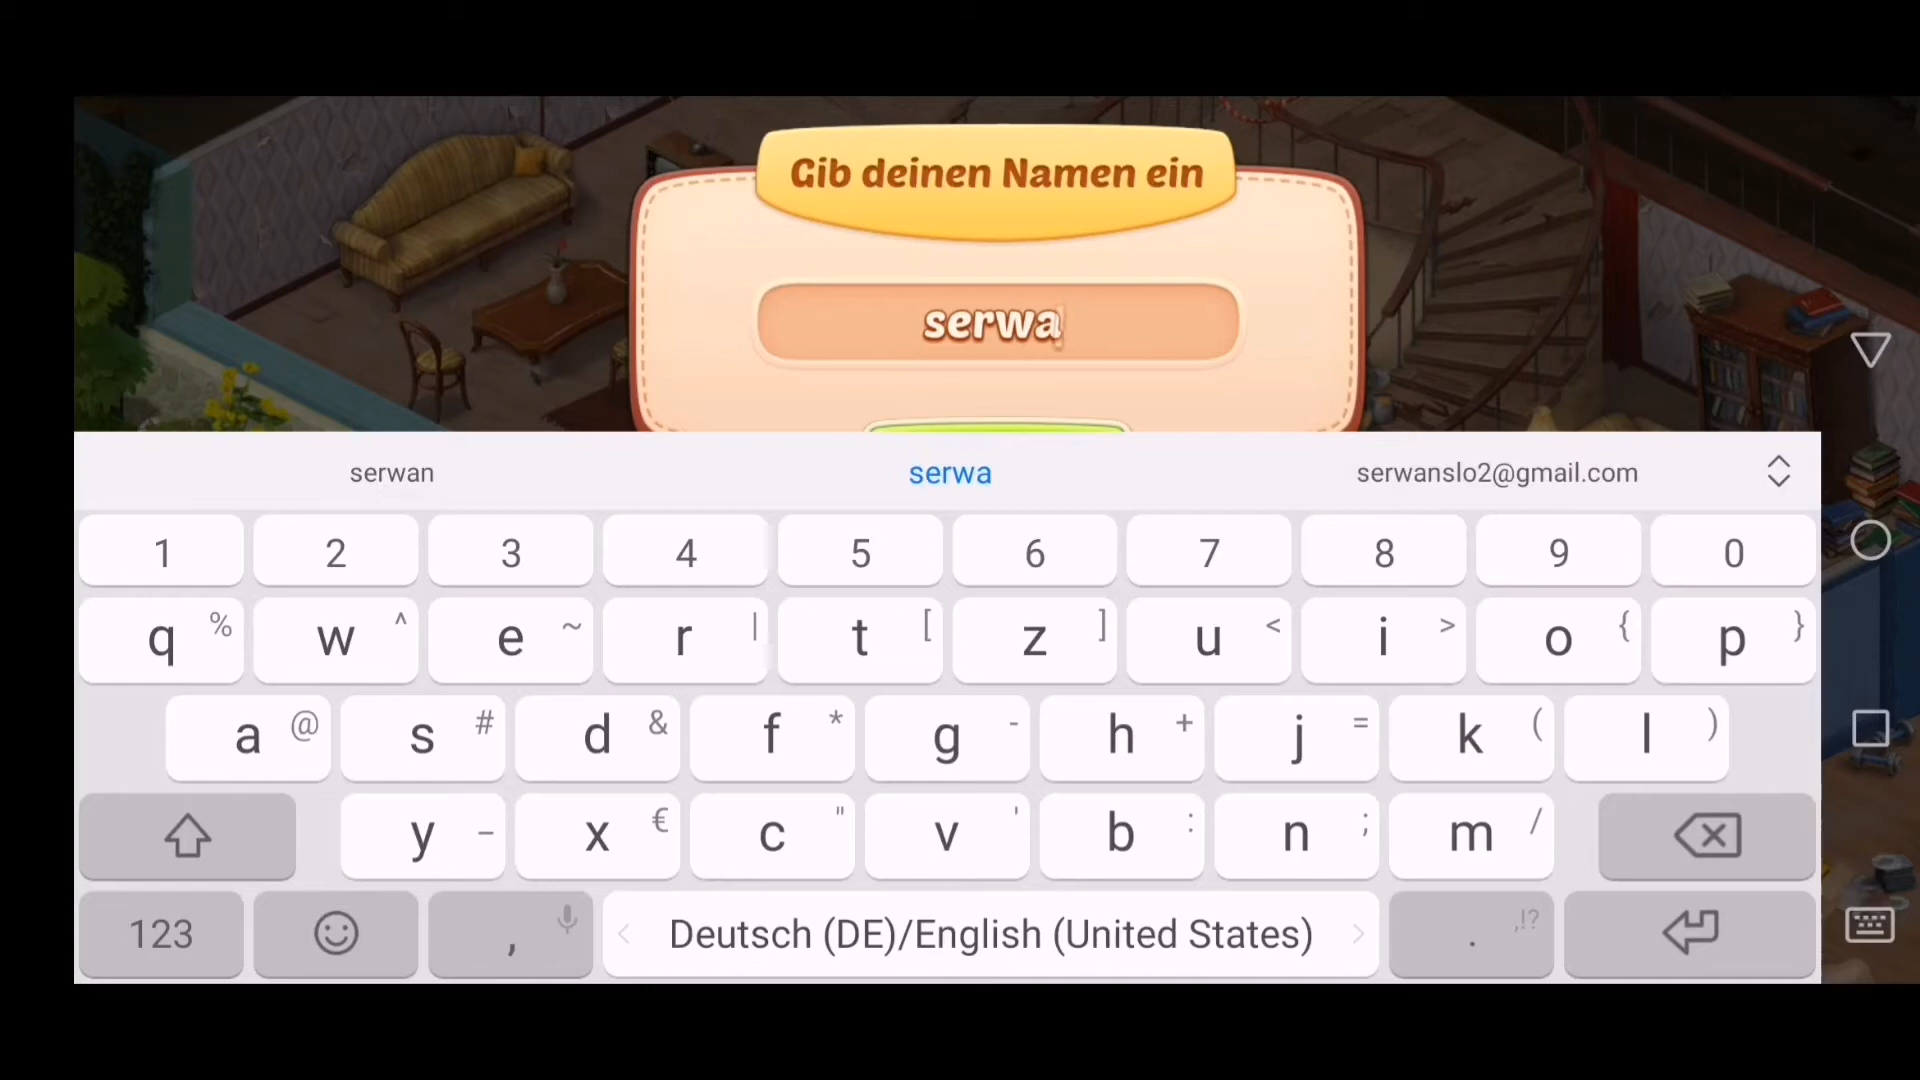 Gib deinen Namen ein
serwa
serwan serwa serwanslo2@gmail.com
1 2 3 4 5 6 7 8 9 0
q % w ^ e ~ r | t [ z ] u < i > o { p }
a @ s # d & f * g - h + j = k ( l )
y _ x € c " v ' b : n ; m /
123 , < Deutsch (DE)/English (United States) > . ,!?